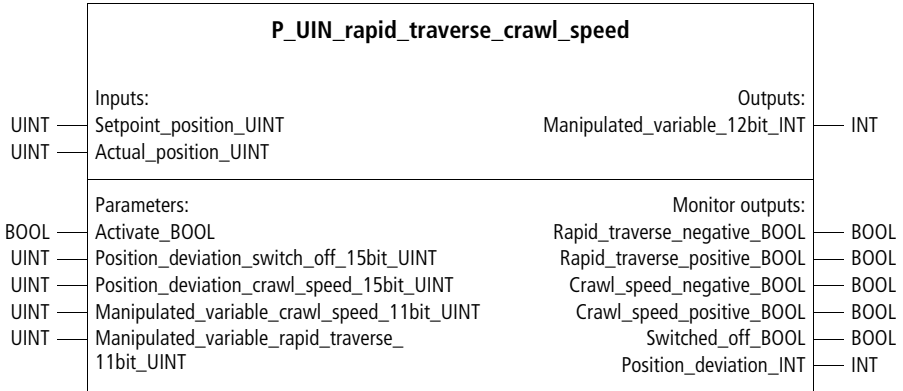 P_UIN_rapid_traverse_crawl_speed
Inputs: Outputs:
UINT Setpoint_position_UINT Manipulated_variable_12bit_INT INT
UINT Actual_position_UINT
Parameters: Monitor outputs:
BOOL Activate_BOOL Rapid_traverse_negative_BOOL BOOL
UINT Position_deviation_switch_off_15bit_UINT Rapid_traverse_positive_BOOL BOOL
UINT Position_deviation_crawl_speed_15bit_UINT Crawl_speed_negative_BOOL BOOL
UINT Manipulated_variable_crawl_speed_11bit_UINT Crawl_speed_positive_BOOL BOOL
UINT Manipulated_variable_rapid_traverse_ Switched_off_BOOL BOOL
11bit_UINT Position_deviation_INT INT